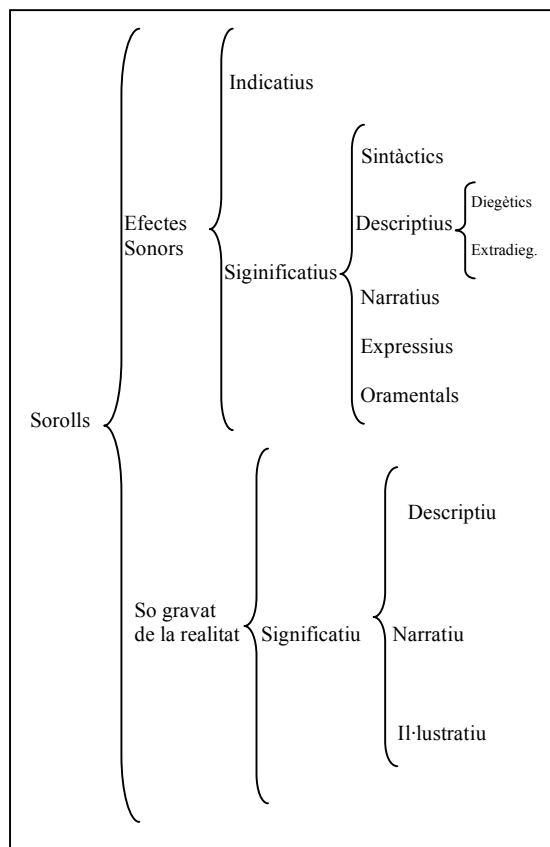 Indicatius
Sintàctics
Diegètics
Efectes
Sonors
Descriptius
Extradieg.
Siginificatius
Narratius
Expressius
Oramentals
Sorolls
Descriptiu
So gravat
de la realitat
Significatiu
Narratiu
Il·lustratiu